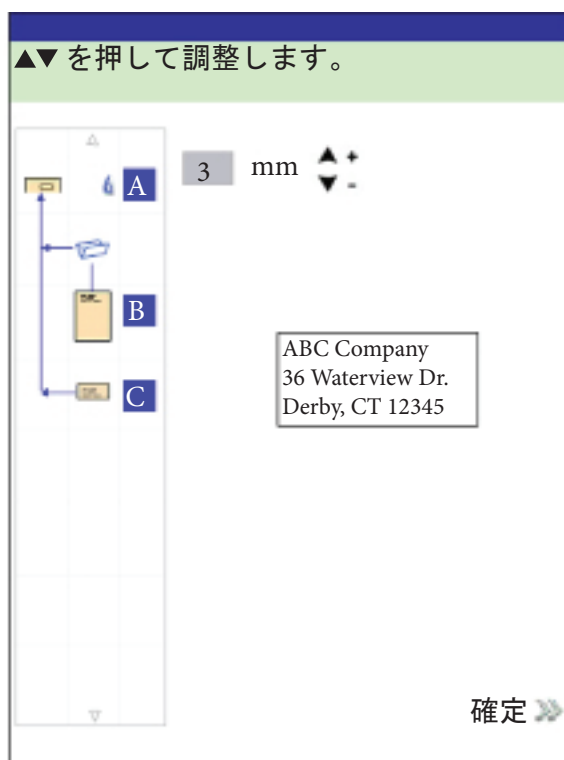 ▲▼ を押して調整します。
A
3 mm ▲ +
▼ -
B
ABC Company
36 Waterview Dr.
Derby, CT 12345
C
確定